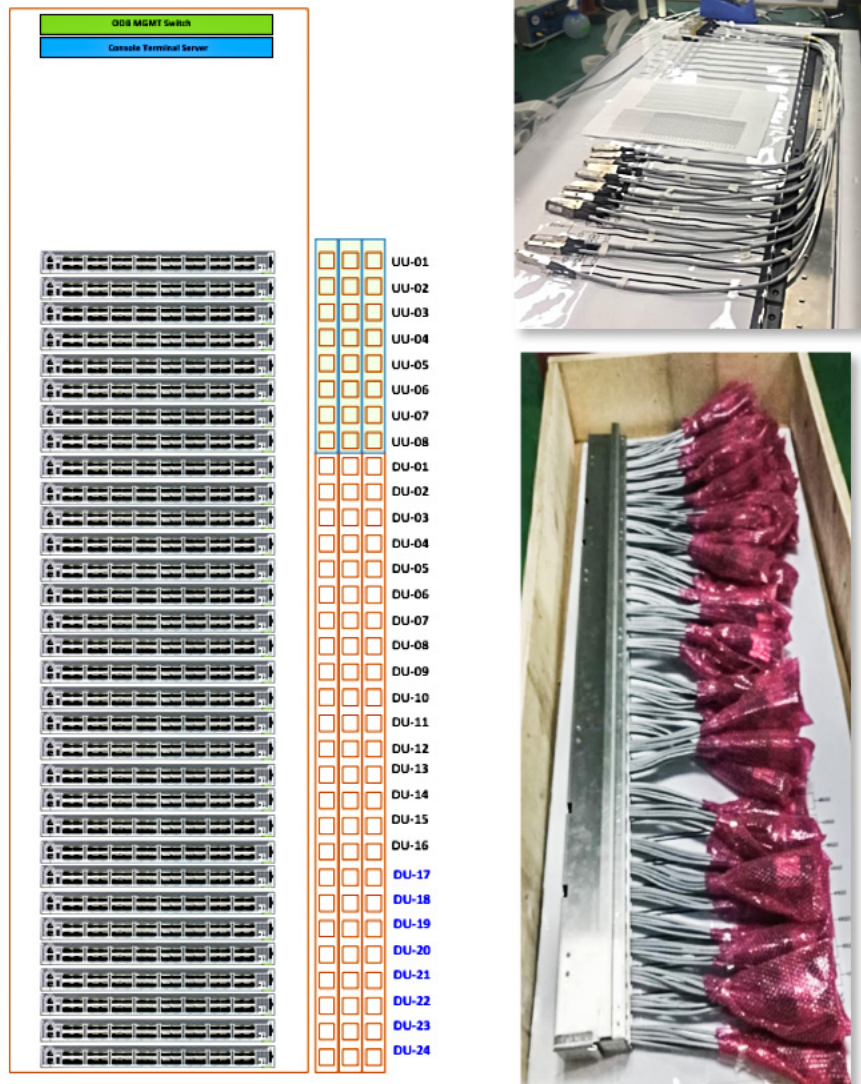 OOB MGMT Switch
Console Terminal Server
UU-01
UU-02
UU-03
UU-04
UU-05
UU-06
UU-07
UU-08
DU-01
DU-02
DU-03
DU-04
DU-05
DU-06
DU-07
DU-08
DU-09
DU-10
DU-11
DU-12
DU-13
DU-14
DU-15
DU-16
DU-17
DU-18
DU-19
DU-20
DU-21
DU-22
DU-23
DU-24